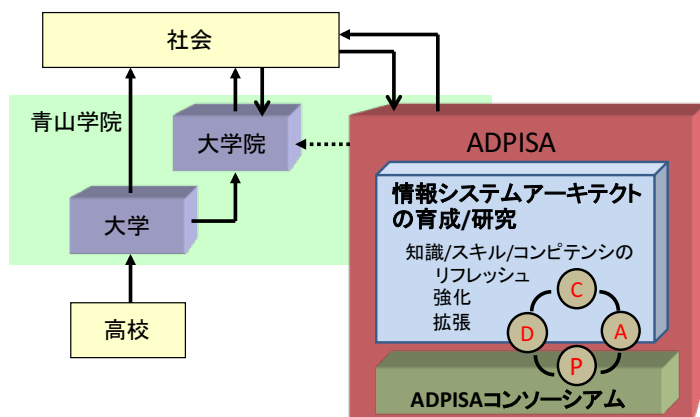 社会
青山学院
大学院
大学
高校
ADPISA
情報システムアーキテクト
の育成/研究
知識/スキル/コンピテンシの
リフレッシュ
強化
拡張
C
D
A
P
ADPISAコンソーシアム